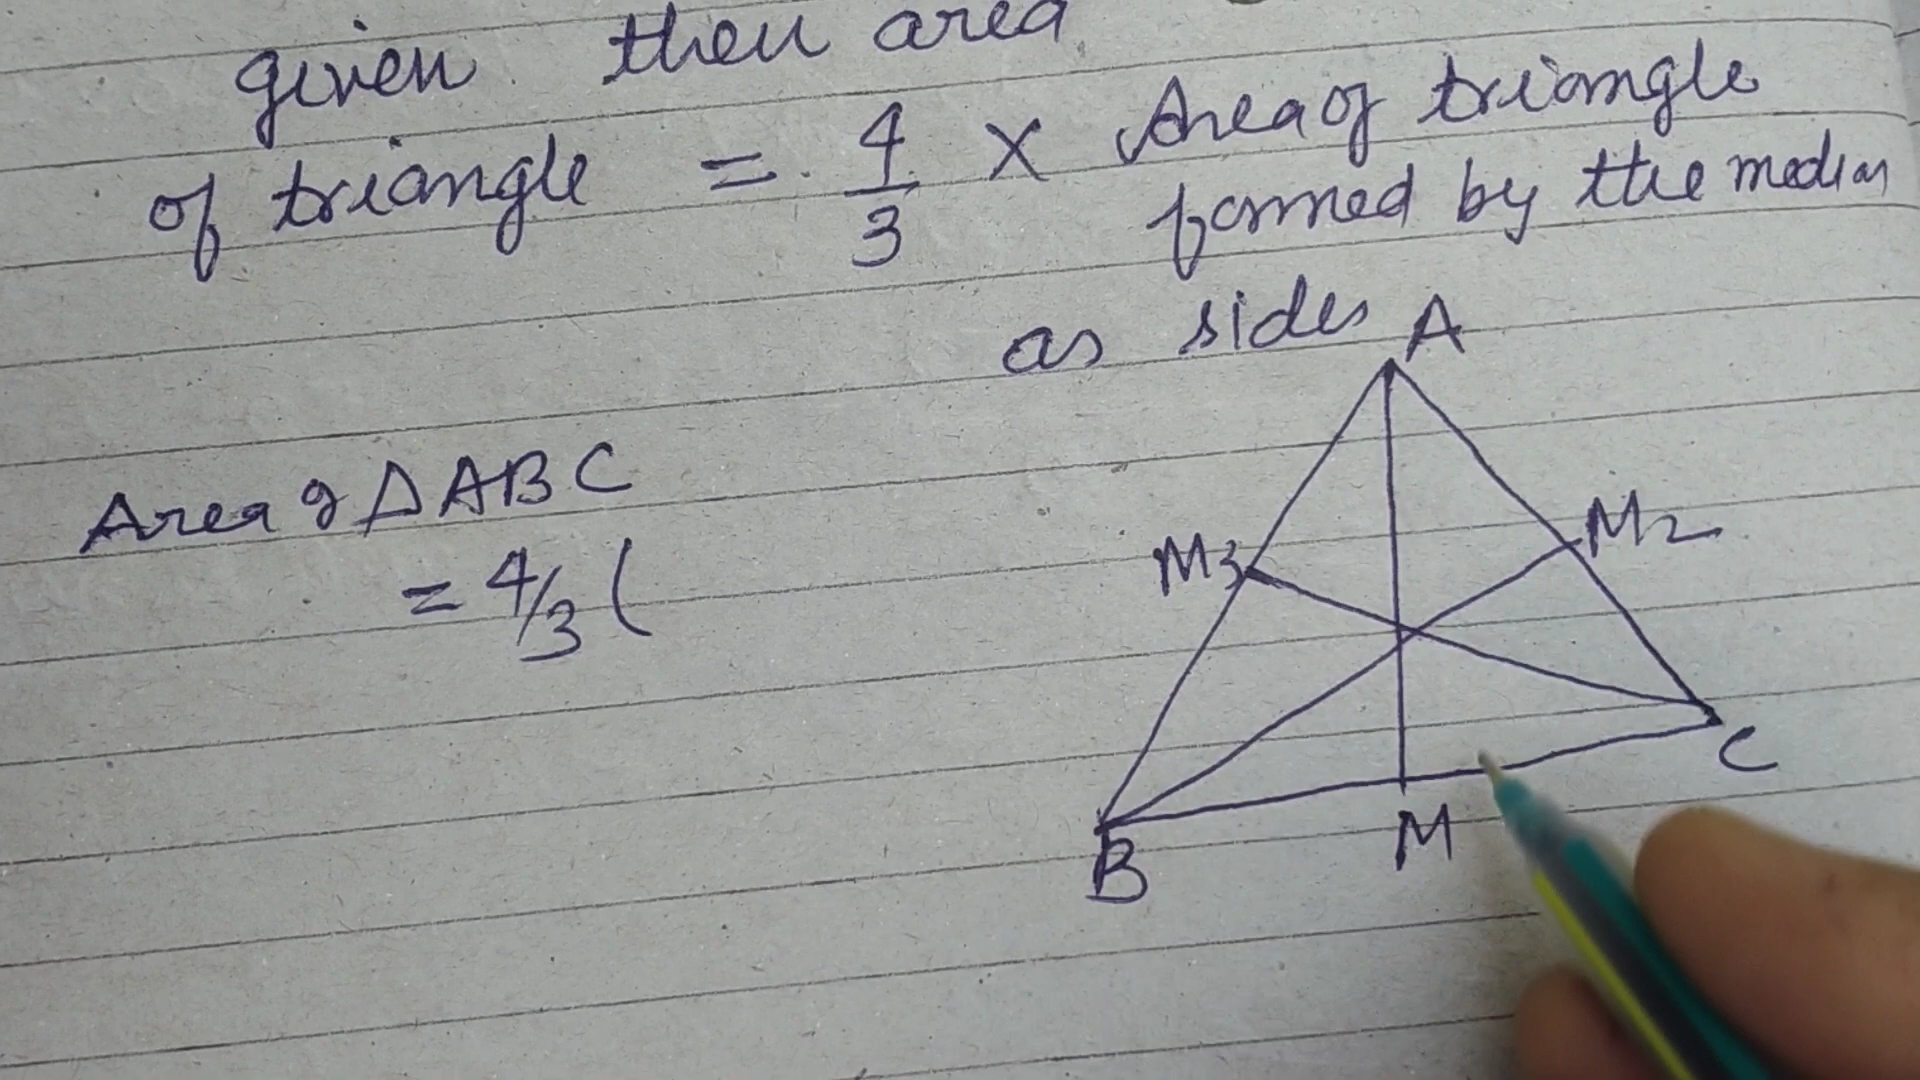 given then area
of triangle = 4/3 × Area of triangle
formed by the median
as sides
A
Area of △ABC
= 4/3 (
M3
M2
C
M
B